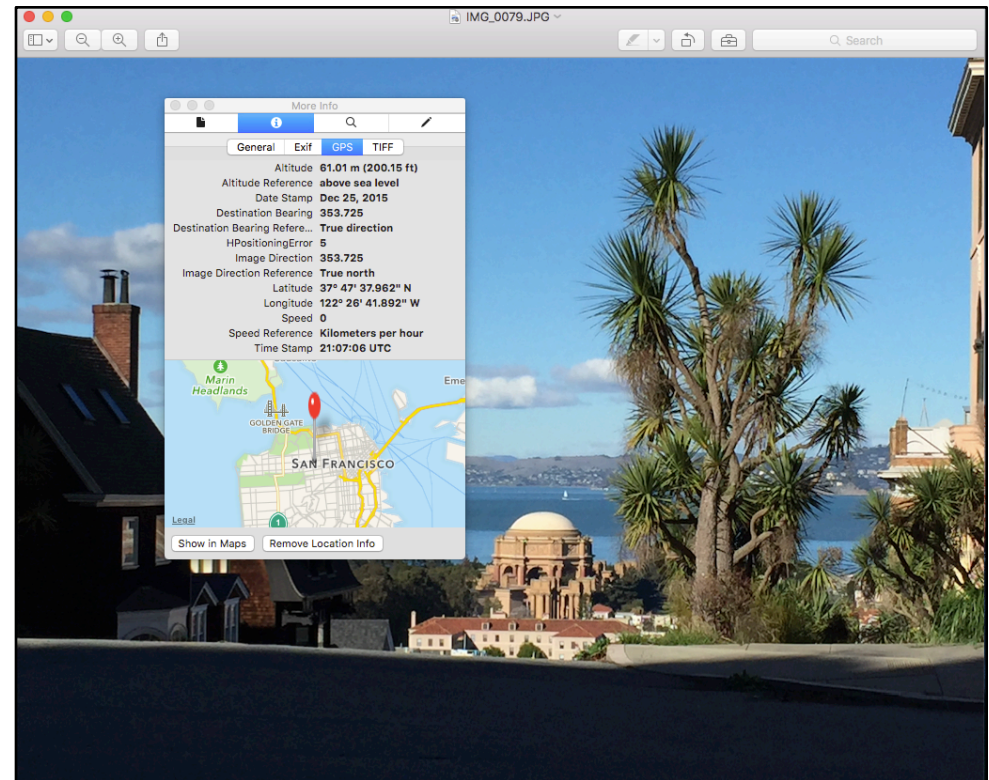 IMG_0079.JPG
Search
More Info
General Exif GPS TIFF
Altitude 61.01 m (200.15 ft)
Altitude Reference above sea level
Date Stamp Dec 25, 2015
Destination Bearing 353.725
Destination Bearing Refere... True direction
HPositioningError 5
Image Direction 353.725
Image Direction Reference True north
Latitude 37° 47' 37.962" N
Longitude 122° 26' 41.892" W
Speed 0
Speed Reference Kilometers per hour
Time Stamp 21:07:06 UTC
Marin
Headlands
Eme
GOLDEN GATE
BRIDGE
SAN FRANCISCO
Legal
1
Show in Maps Remove Location Info